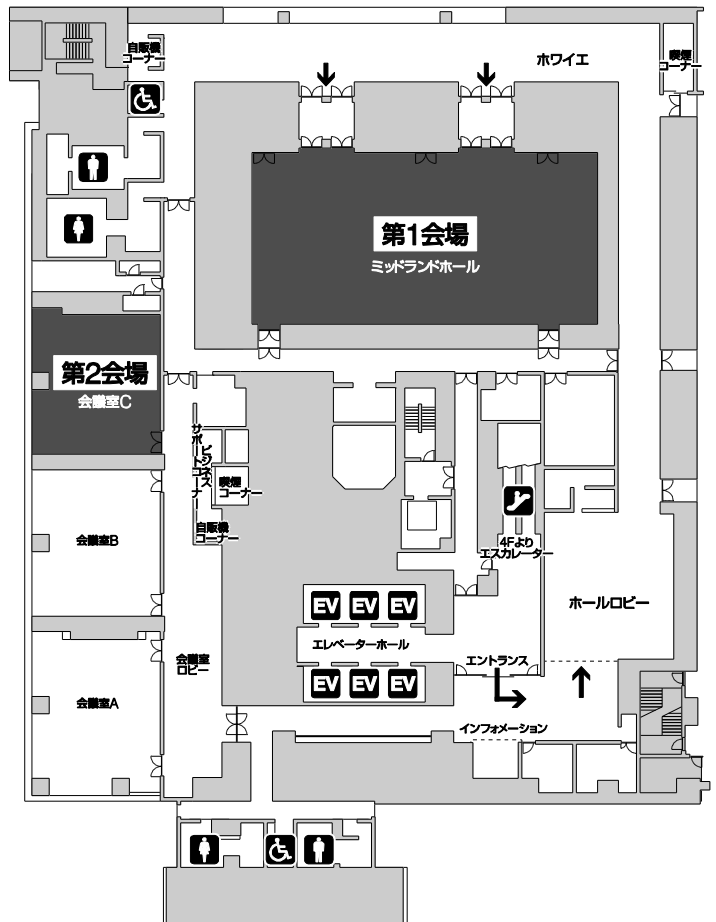 自販機
コーナー
ホワイエ
喫煙
コーナー
第1会場
ミッドランドホール
第2会場
会議室C
ビジネス
サポートコーナー
喫煙
コーナー
自販機
コーナー
会議室B
4Fより
エスカレーター
ホールロビー
EV EV EV
エレベーターホール
EV EV EV
会議室
ロビー
エントランス
会議室A
インフォメーション